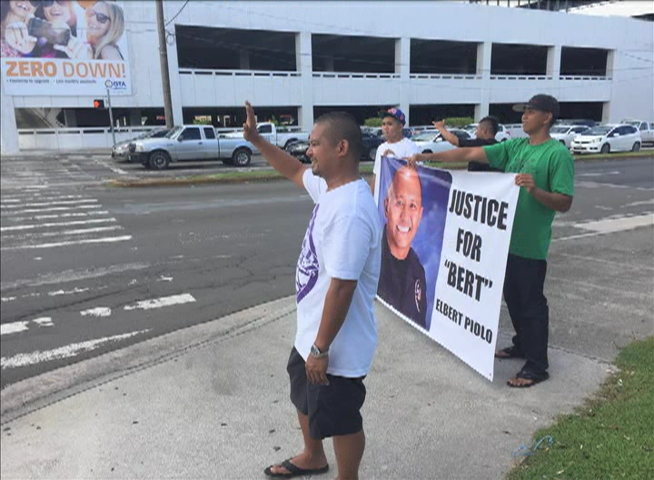 ZERO DOWN!
JUSTICE
FOR
"BERT"
ELBERT PIOLO